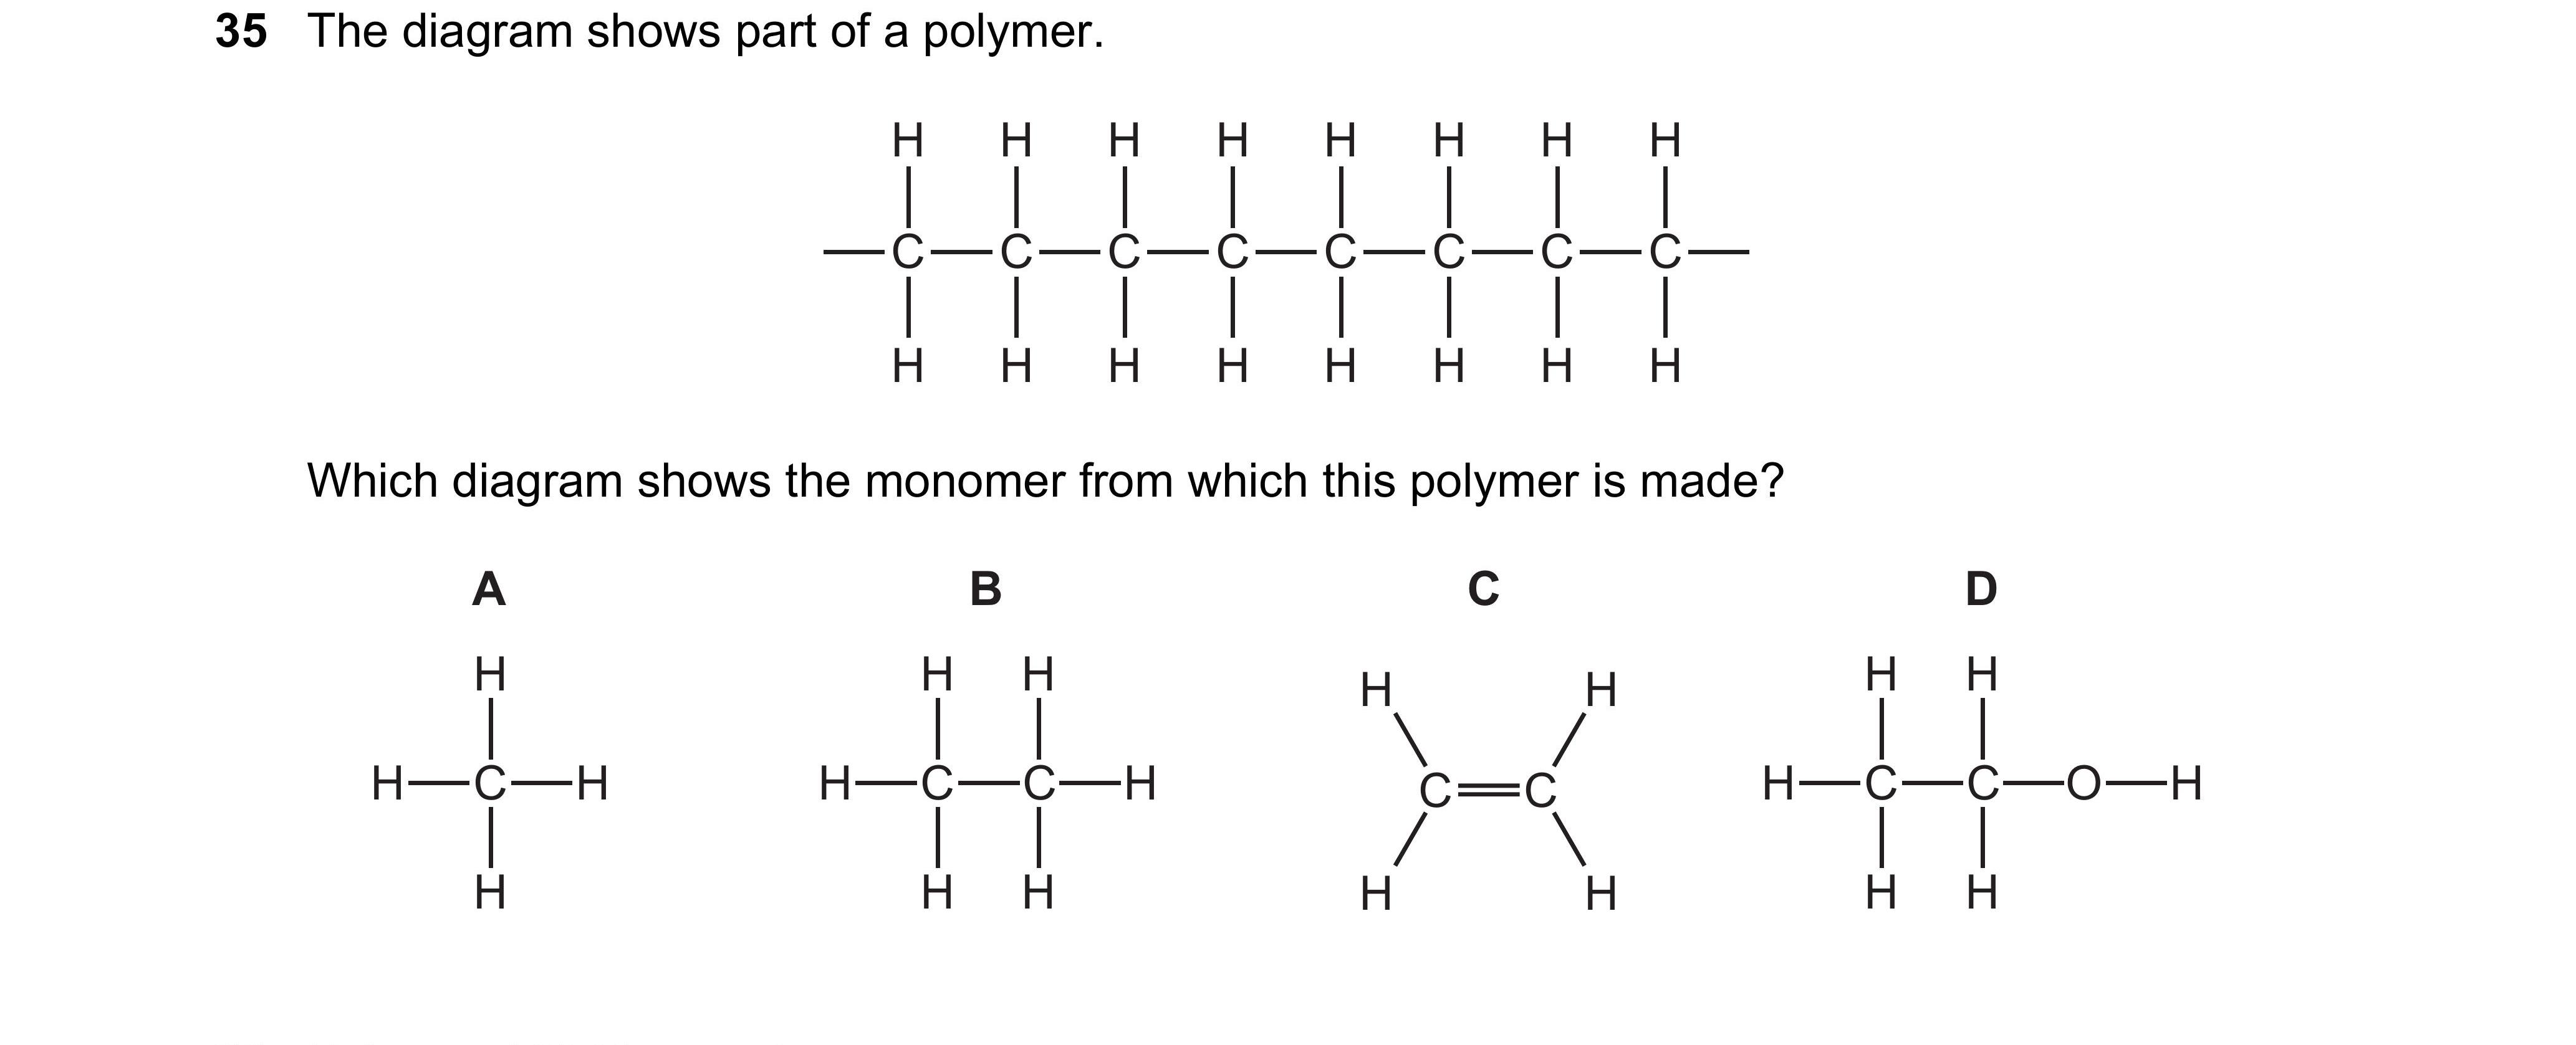 35 The diagram shows part of a polymer.
H H H H H H H H
C C C C C C C C
H H H H H H H H
Which diagram shows the monomer from which this polymer is made?
A B C D
H H H H H H H
H C H H C C H C C H C C O H
H H H H H H H